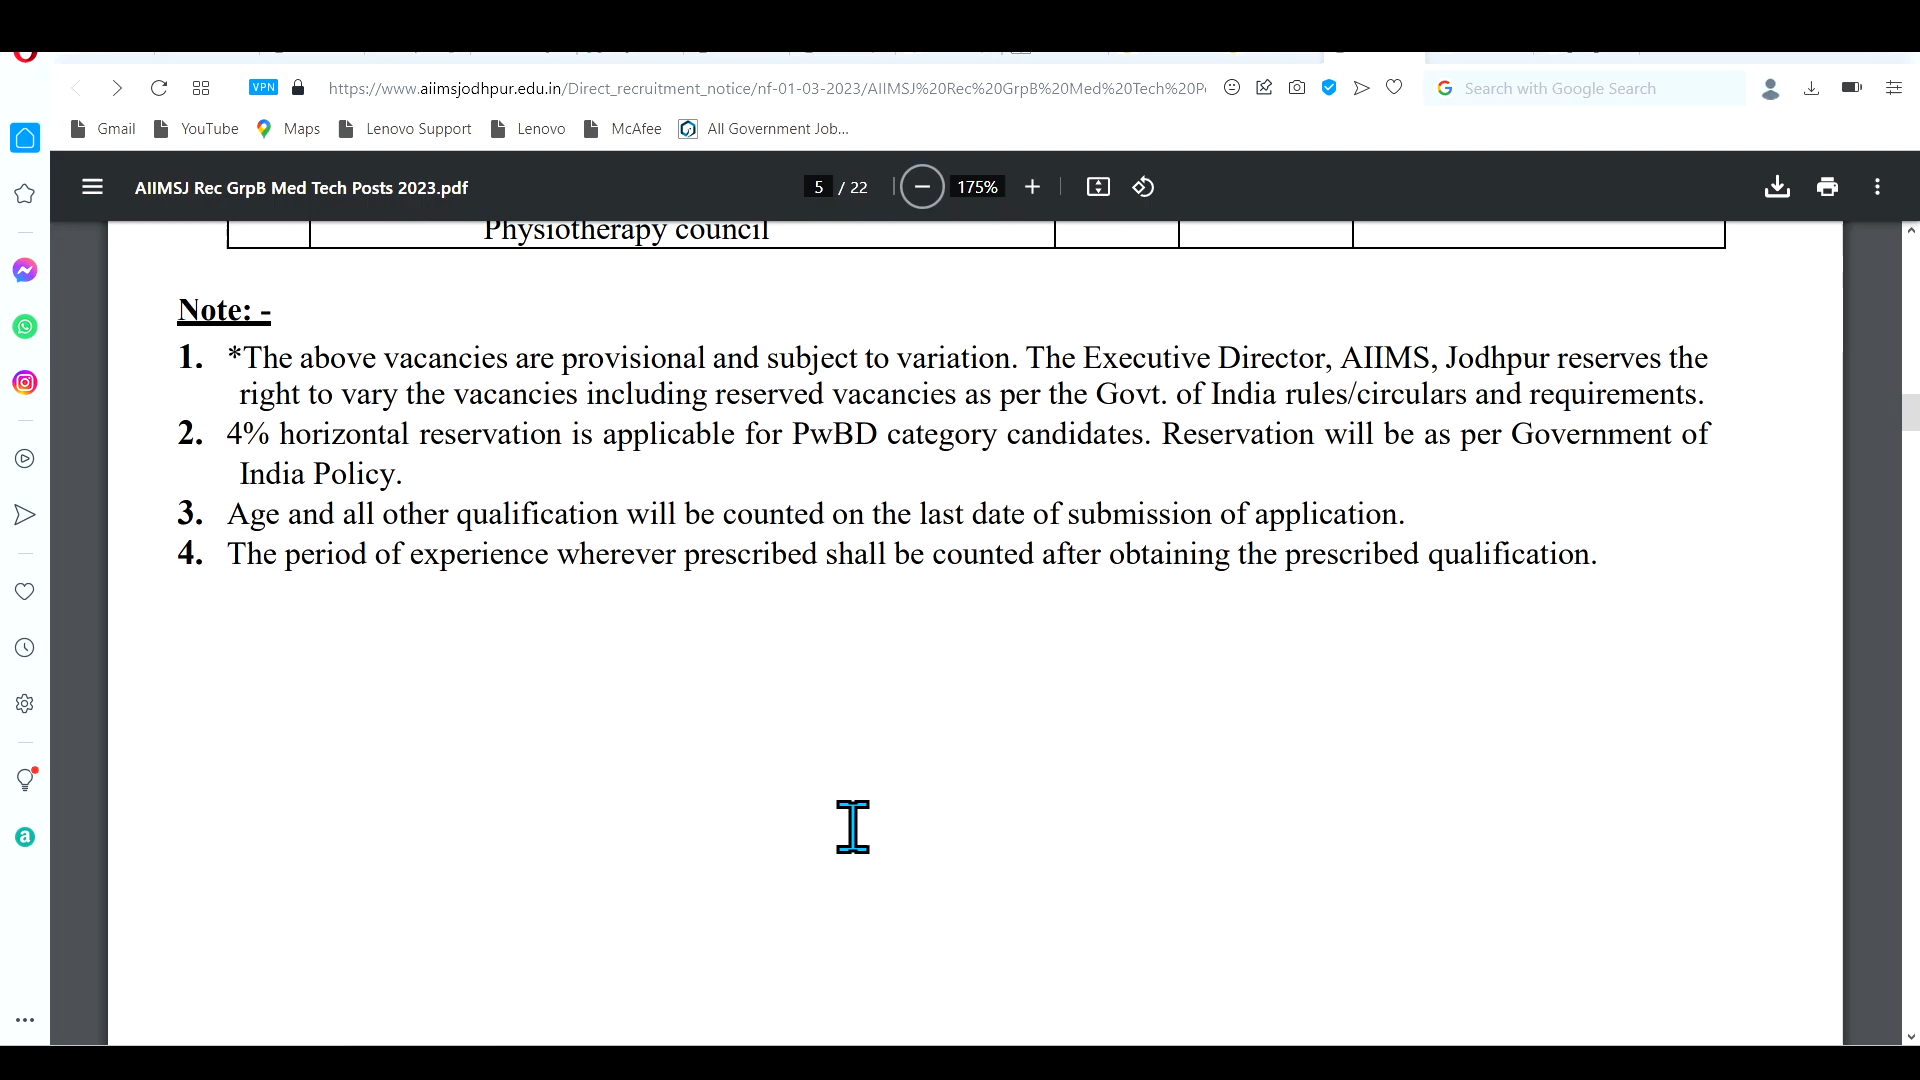 VPN
https://www.aiimsjodhpur.edu.in/Direct_recruitment_notice/nf-01-03-2023/AIIMSJ%20Rec%20GrpB%20Med%20Tech%20P
Search with Google Search
Gmail
YouTube
Maps
Lenovo Support
Lenovo
McAfee
All Government Job...
AIIMSJ Rec GrpB Med Tech Posts 2023.pdf
5 / 22
175%
Physiotherapy council
Note: -
1. *The above vacancies are provisional and subject to variation. The Executive Director, AIIMS, Jodhpur reserves the
right to vary the vacancies including reserved vacancies as per the Govt. of India rules/circulars and requirements.
2. 4% horizontal reservation is applicable for PwBD category candidates. Reservation will be as per Government of
India Policy.
3. Age and all other qualification will be counted on the last date of submission of application.
4. The period of experience wherever prescribed shall be counted after obtaining the prescribed qualification.